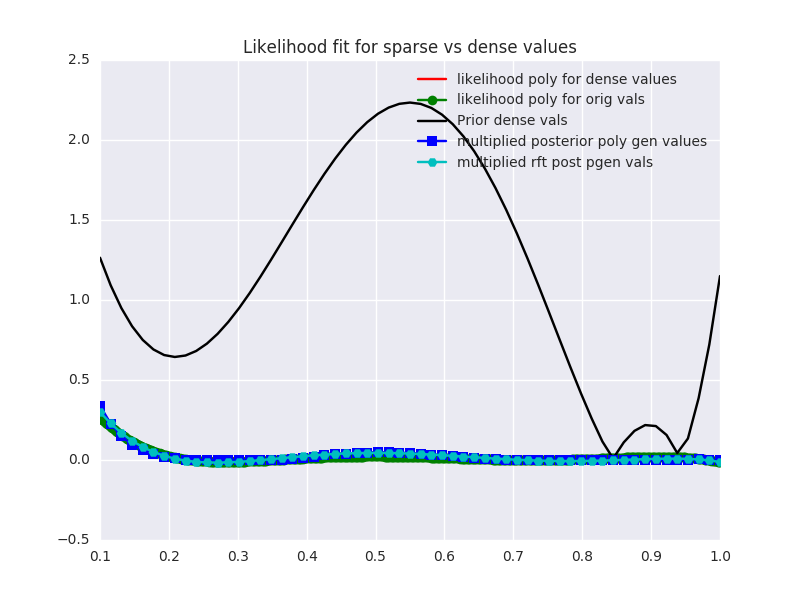 Likelihood fit for sparse vs dense values
likelihood poly for dense values
likelihood poly for orig vals
Prior dense vals
multiplied posterior poly gen values
multiplied rft post pgen vals
2.5
2.0
1.5
1.0
0.5
0.0
−0.5
0.1 0.2 0.3 0.4 0.5 0.6 0.7 0.8 0.9 1.0